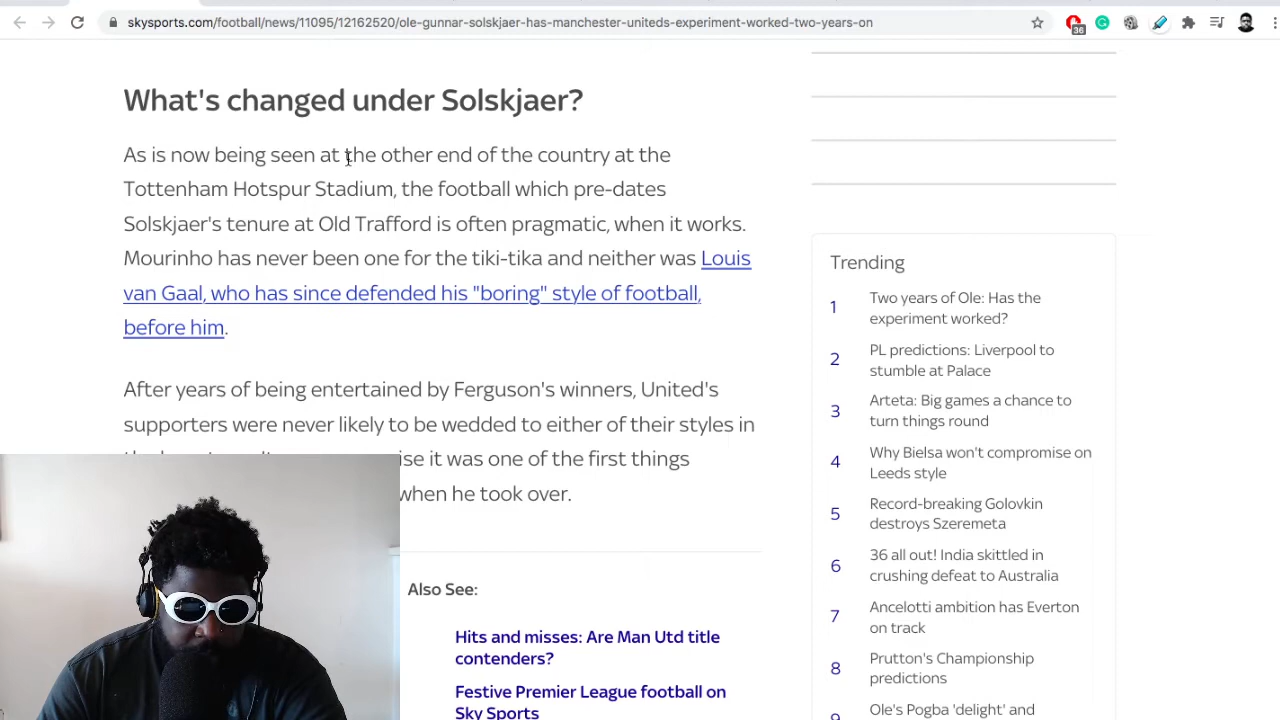 skysports.com/football/news/11095/12162520/ole-gunnar-solskjaer-has-manchester-uniteds-experiment-worked-two-years-on
36
What's changed under Solskjaer?
As is now being seen at the other end of the country at the
Tottenham Hotspur Stadium, the football which pre-dates
Solskjaer's tenure at Old Trafford is often pragmatic, when it works.
Mourinho has never been one for the tiki-tika and neither was Louis
van Gaal, who has since defended his "boring" style of football,
before him.
After years of being entertained by Ferguson's winners, United's
supporters were never likely to be wedded to either of their styles in
it was one of the first things
when he took over.
Also See:
Hits and misses: Are Man Utd title
contenders?
Festive Premier League football on
Sky Sports
Trending
1 Two years of Ole: Has the
experiment worked?
2 PL predictions: Liverpool to
stumble at Palace
3 Arteta: Big games a chance to
turn things round
4 Why Bielsa won't compromise on
Leeds style
5 Record-breaking Golovkin
destroys Szeremeta
6 36 all out! India skittled in
crushing defeat to Australia
7 Ancelotti ambition has Everton
on track
8 Prutton's Championship
predictions
Ole's Pogba 'delight' and